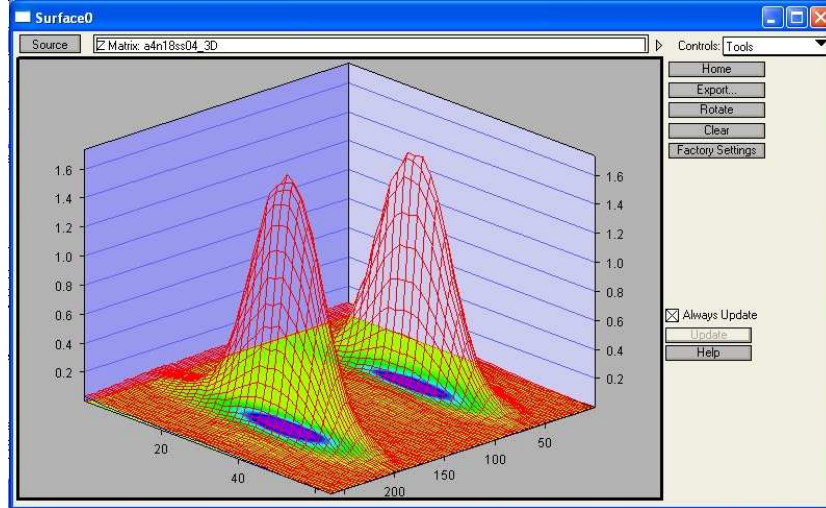 Surface0
Source Z Matrix: a4n18ss04_3D Controls: Tools
Home
Export...
Rotate
Clear
Factory Settings
1.6
1.4
1.2
1.0
0.8
0.6
0.4
0.2
1.6
1.4
1.2
1.0
0.8
0.6
0.4
0.2
Always Update
Update
Help
20
40
200
150
100
50